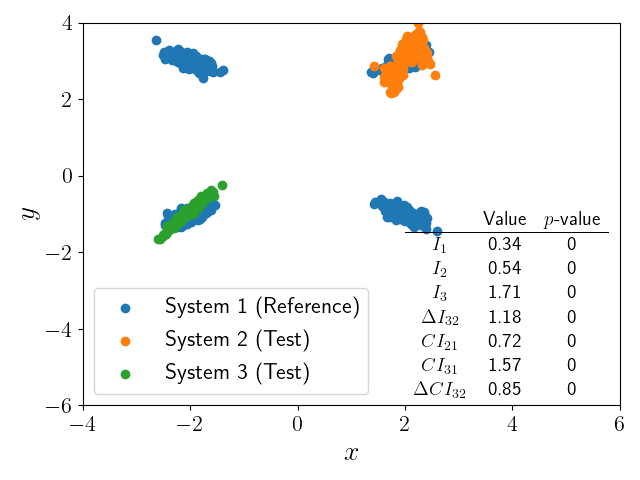 4
2
0
−2
−4
−6
y
−4 −2 0 2 4 6
x
System 1 (Reference)
System 2 (Test)
System 3 (Test)
Value p-value
I₁ 0.34 0
I₂ 0.54 0
I₃ 1.71 0
ΔI₃₂ 1.18 0
CI₂₁ 0.72 0
CI₃₁ 1.57 0
ΔCI₃₂ 0.85 0